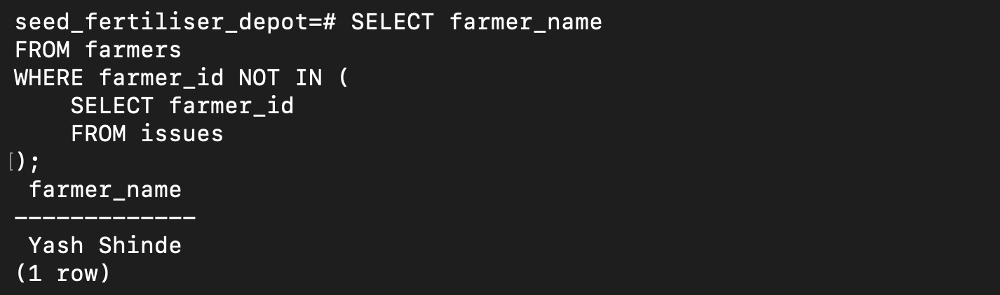 seed_fertiliser_depot=# SELECT farmer_name
FROM farmers
WHERE farmer_id NOT IN (
    SELECT farmer_id
    FROM issues
[);
 farmer_name
-------------
 Yash Shinde
(1 row)